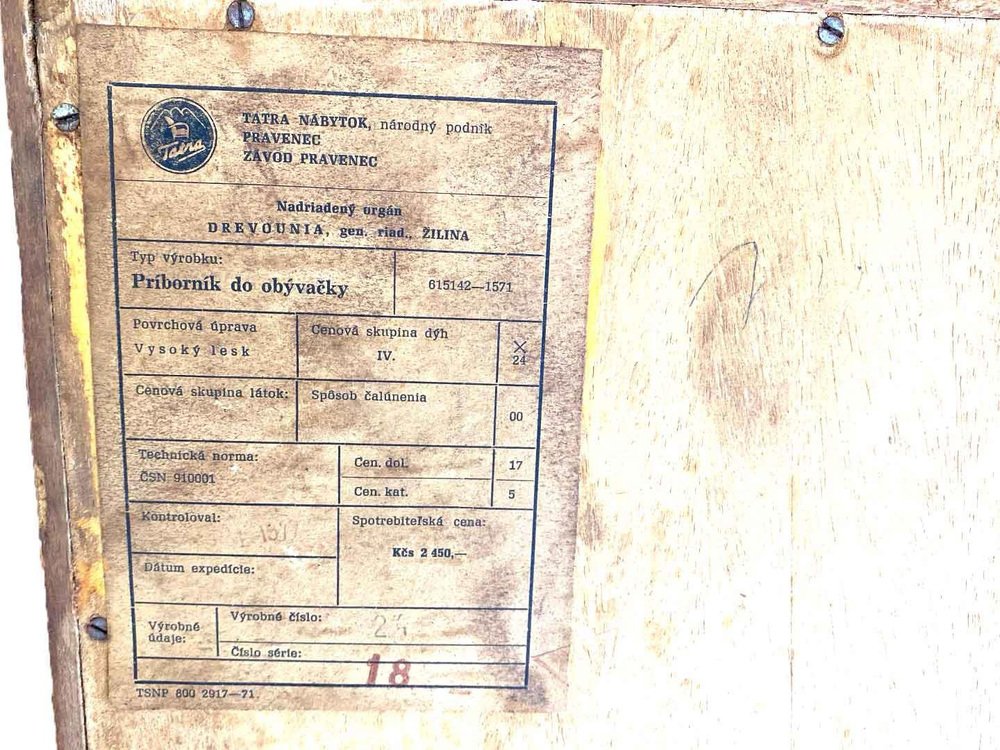 Tatra
TATRA NÁBYTOK, národný podnik
PRAVENEC
ZÁVOD PRAVENEC
Nadriadený orgán
DREVOUNIA, gen. riad., ŽILINA
Typ výrobku:
Príborník do obývačky
615142—1571
Povrchová úprava
Vysoký lesk
Cenová skupina dýh
IV.
X
24
Cenová skupina látok:
Spôsob čalúnenia
00
Technická norma:
ČSN 910001
Cen. dol.
17
Cen. kat.
5
Kontroloval:
Spotrebiteľská cena:
Kčs 2 450,—
Dátum expedície:
Výrobné
údaje:
Výrobné číslo:
Číslo série:
18
TSNP 800 2917—71